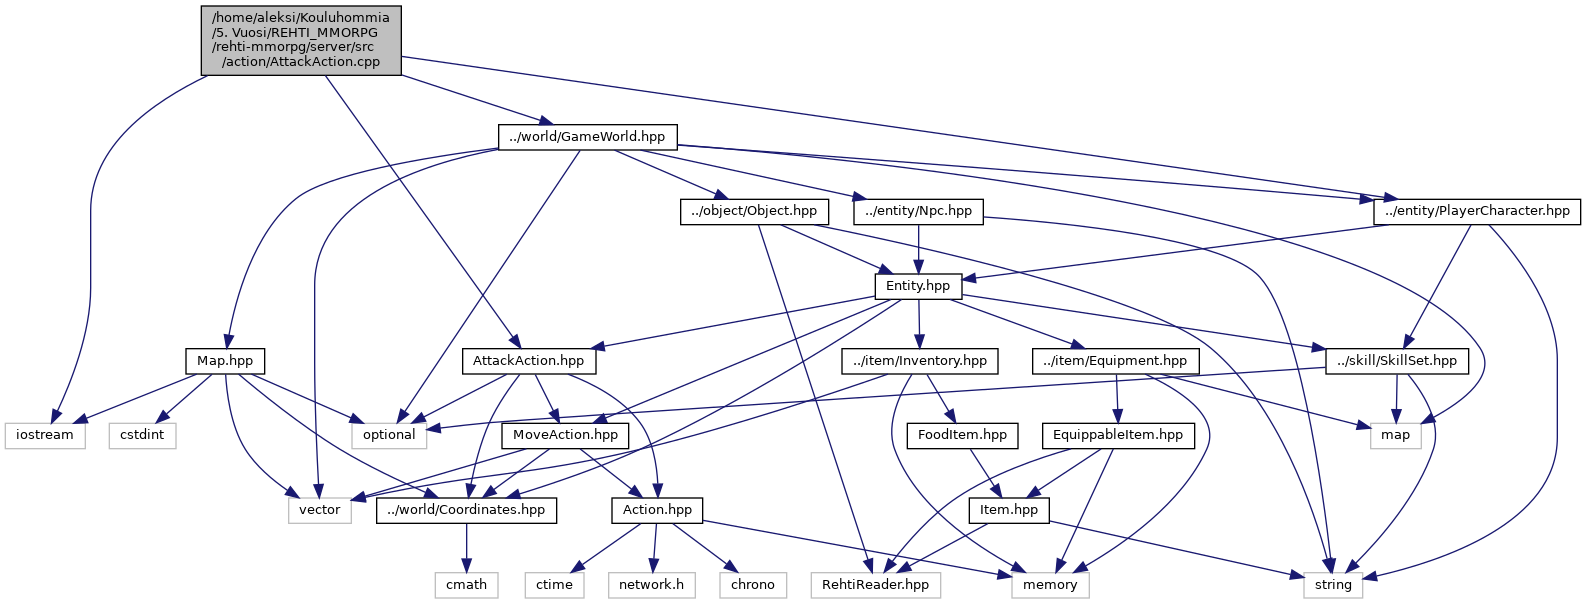 /home/aleksi/Kouluhommia
/5. Vuosi/REHTI_MMORPG
/rehti-mmorpg/server/src
/action/AttackAction.cpp
../world/GameWorld.hpp
../object/Object.hpp
../entity/Npc.hpp
../entity/PlayerCharacter.hpp
Entity.hpp
Map.hpp
AttackAction.hpp
../item/Inventory.hpp
../item/Equipment.hpp
../skill/SkillSet.hpp
iostream
cstdint
optional
MoveAction.hpp
FoodItem.hpp
EquippableItem.hpp
map
vector
../world/Coordinates.hpp
Action.hpp
Item.hpp
cmath
ctime
network.h
chrono
RehtiReader.hpp
memory
string